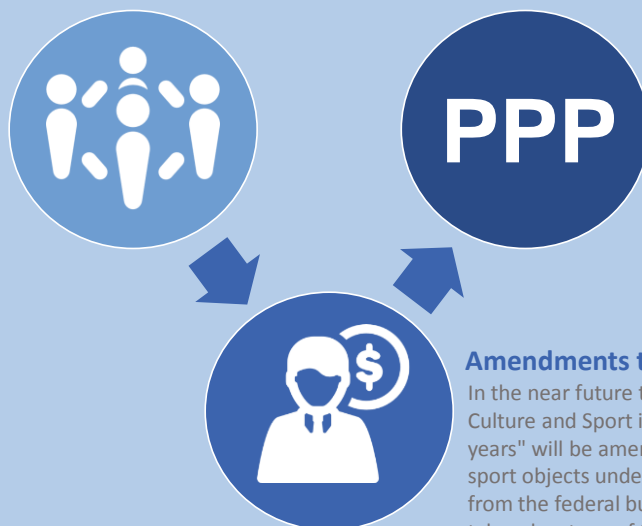 PPP
$
Amendments t
In the near future t
Culture and Sport i
years" will be amen
sport objects unde
from the federal bu